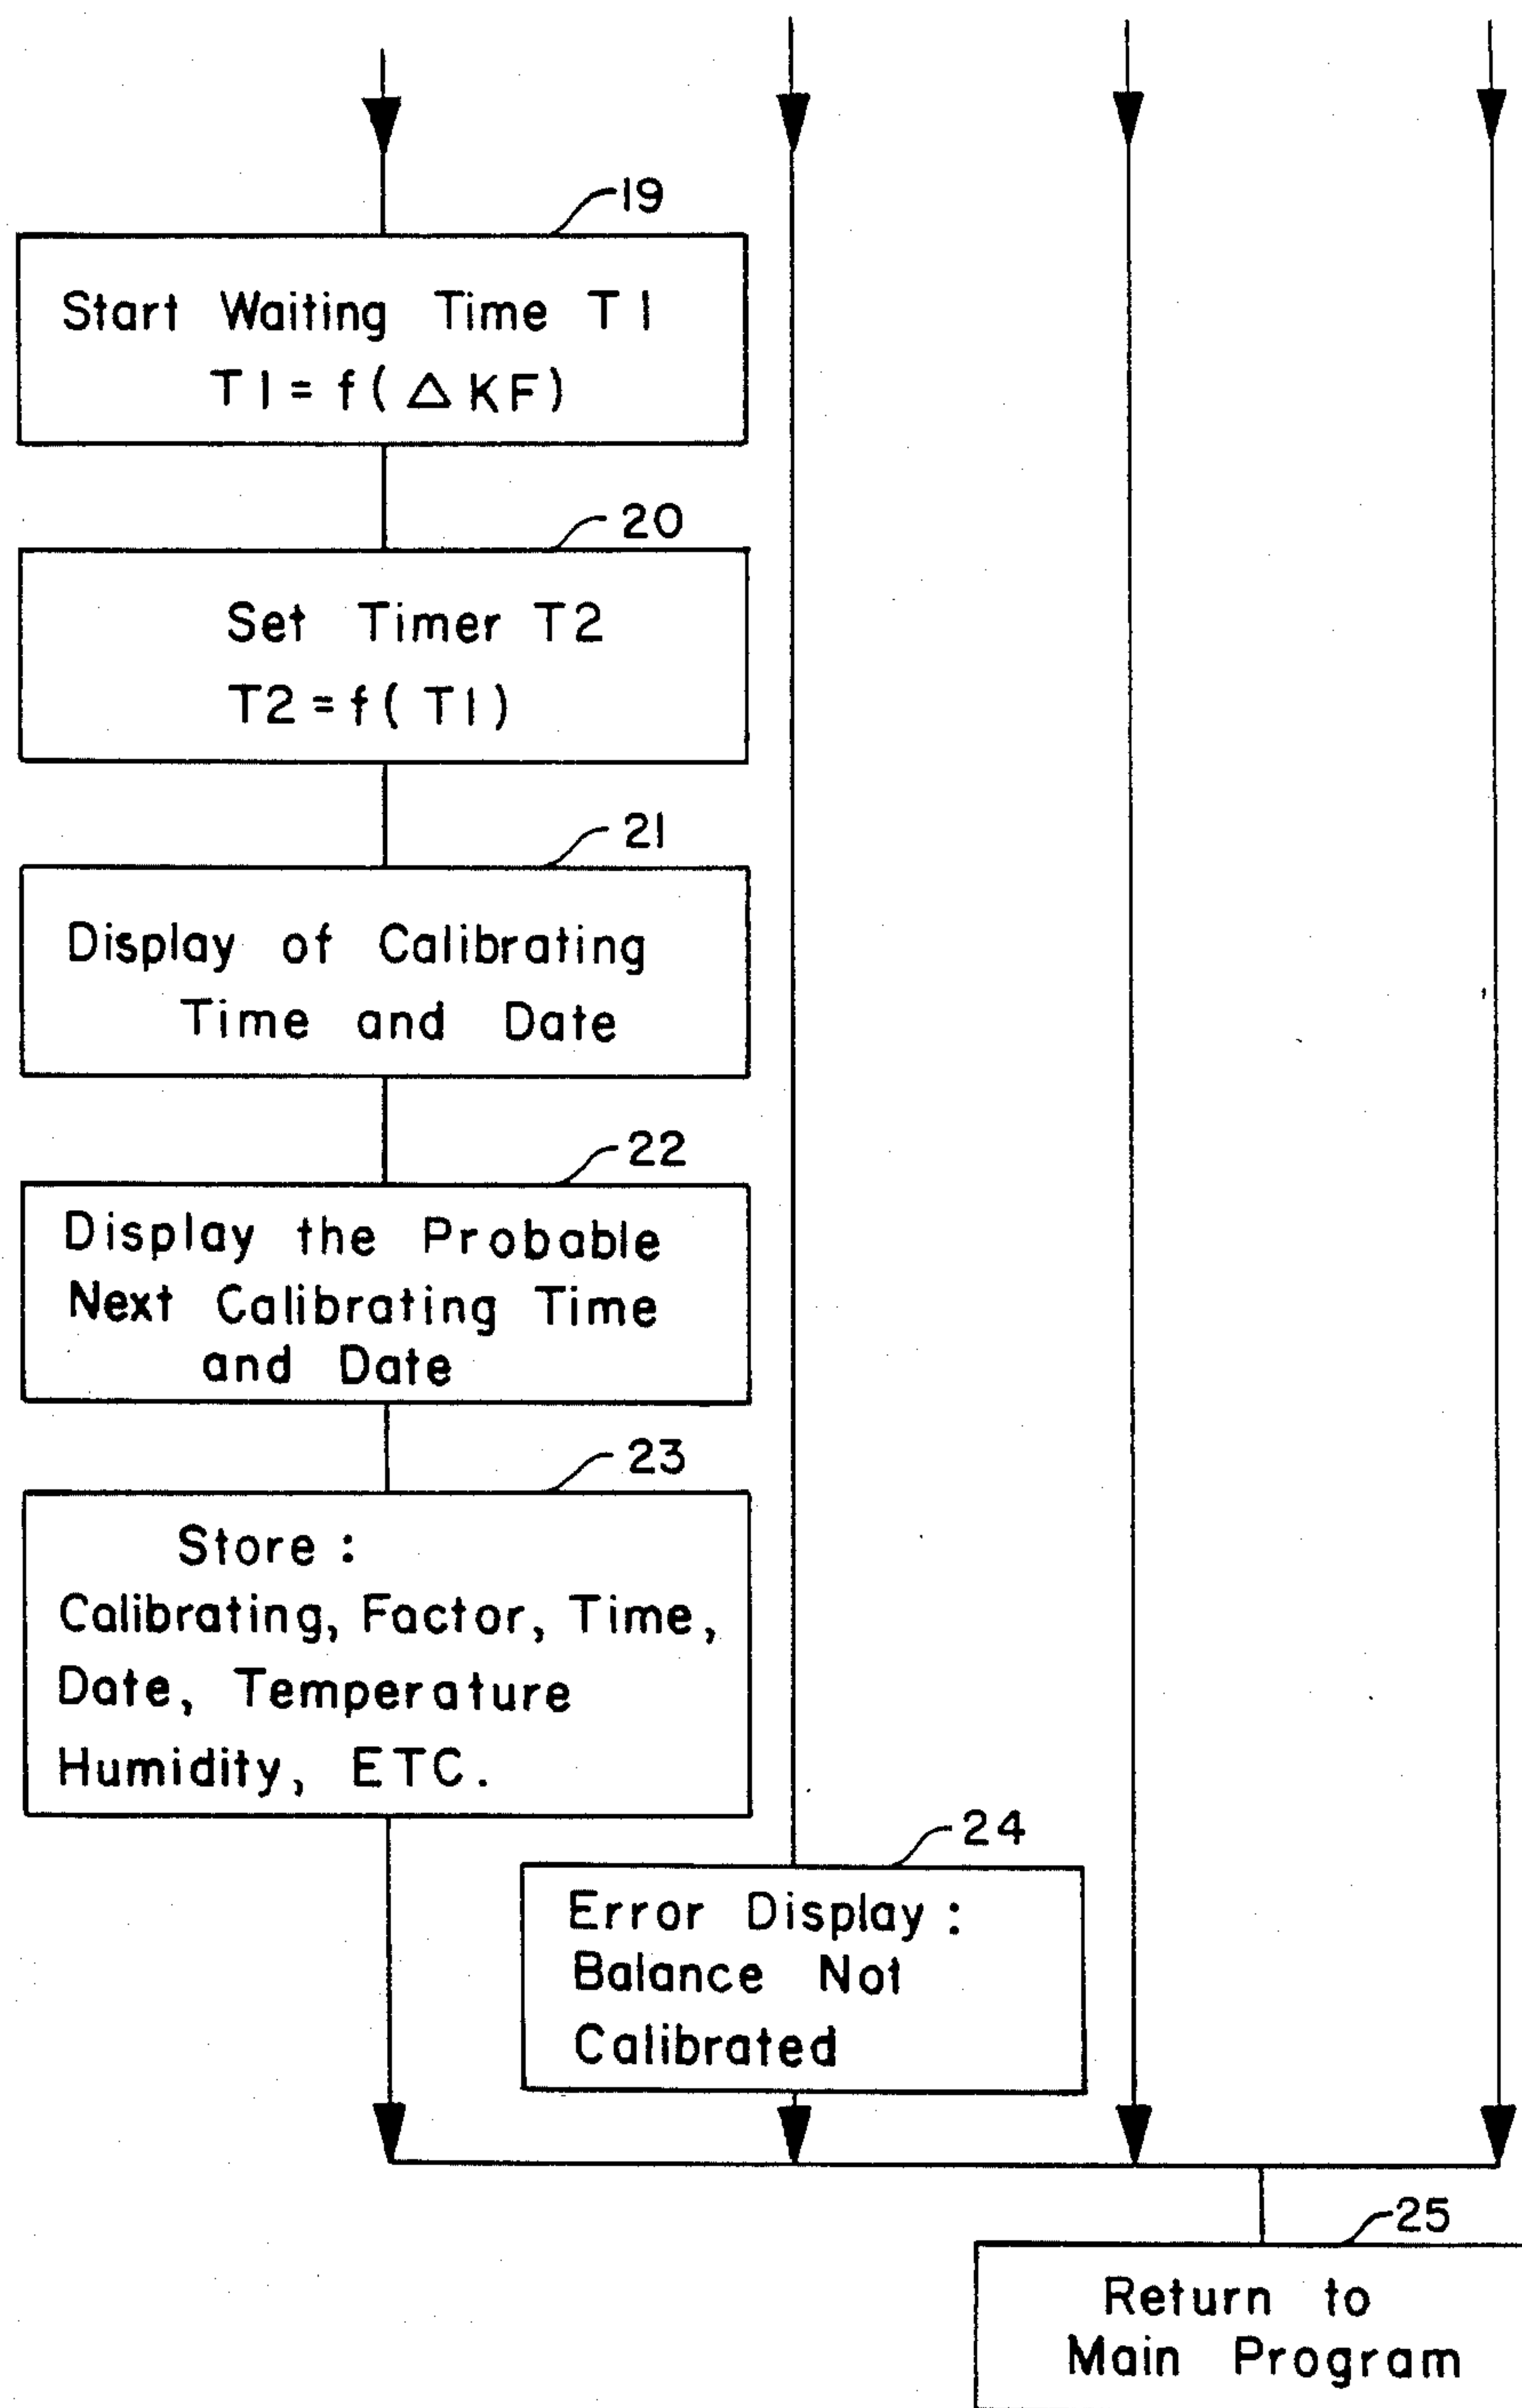 19
Start Waiting Time T1
T1 = f( △ KF)
20
Set Timer T2
T2 = f( T1)
21
Display of Calibrating
Time and Date
22
Display the Probable
Next Calibrating Time
and Date
23
Store :
Calibrating, Factor, Time,
Date, Temperature
Humidity, ETC.
24
Error Display :
Balance Not
Calibrated
25
Return to
Main Program